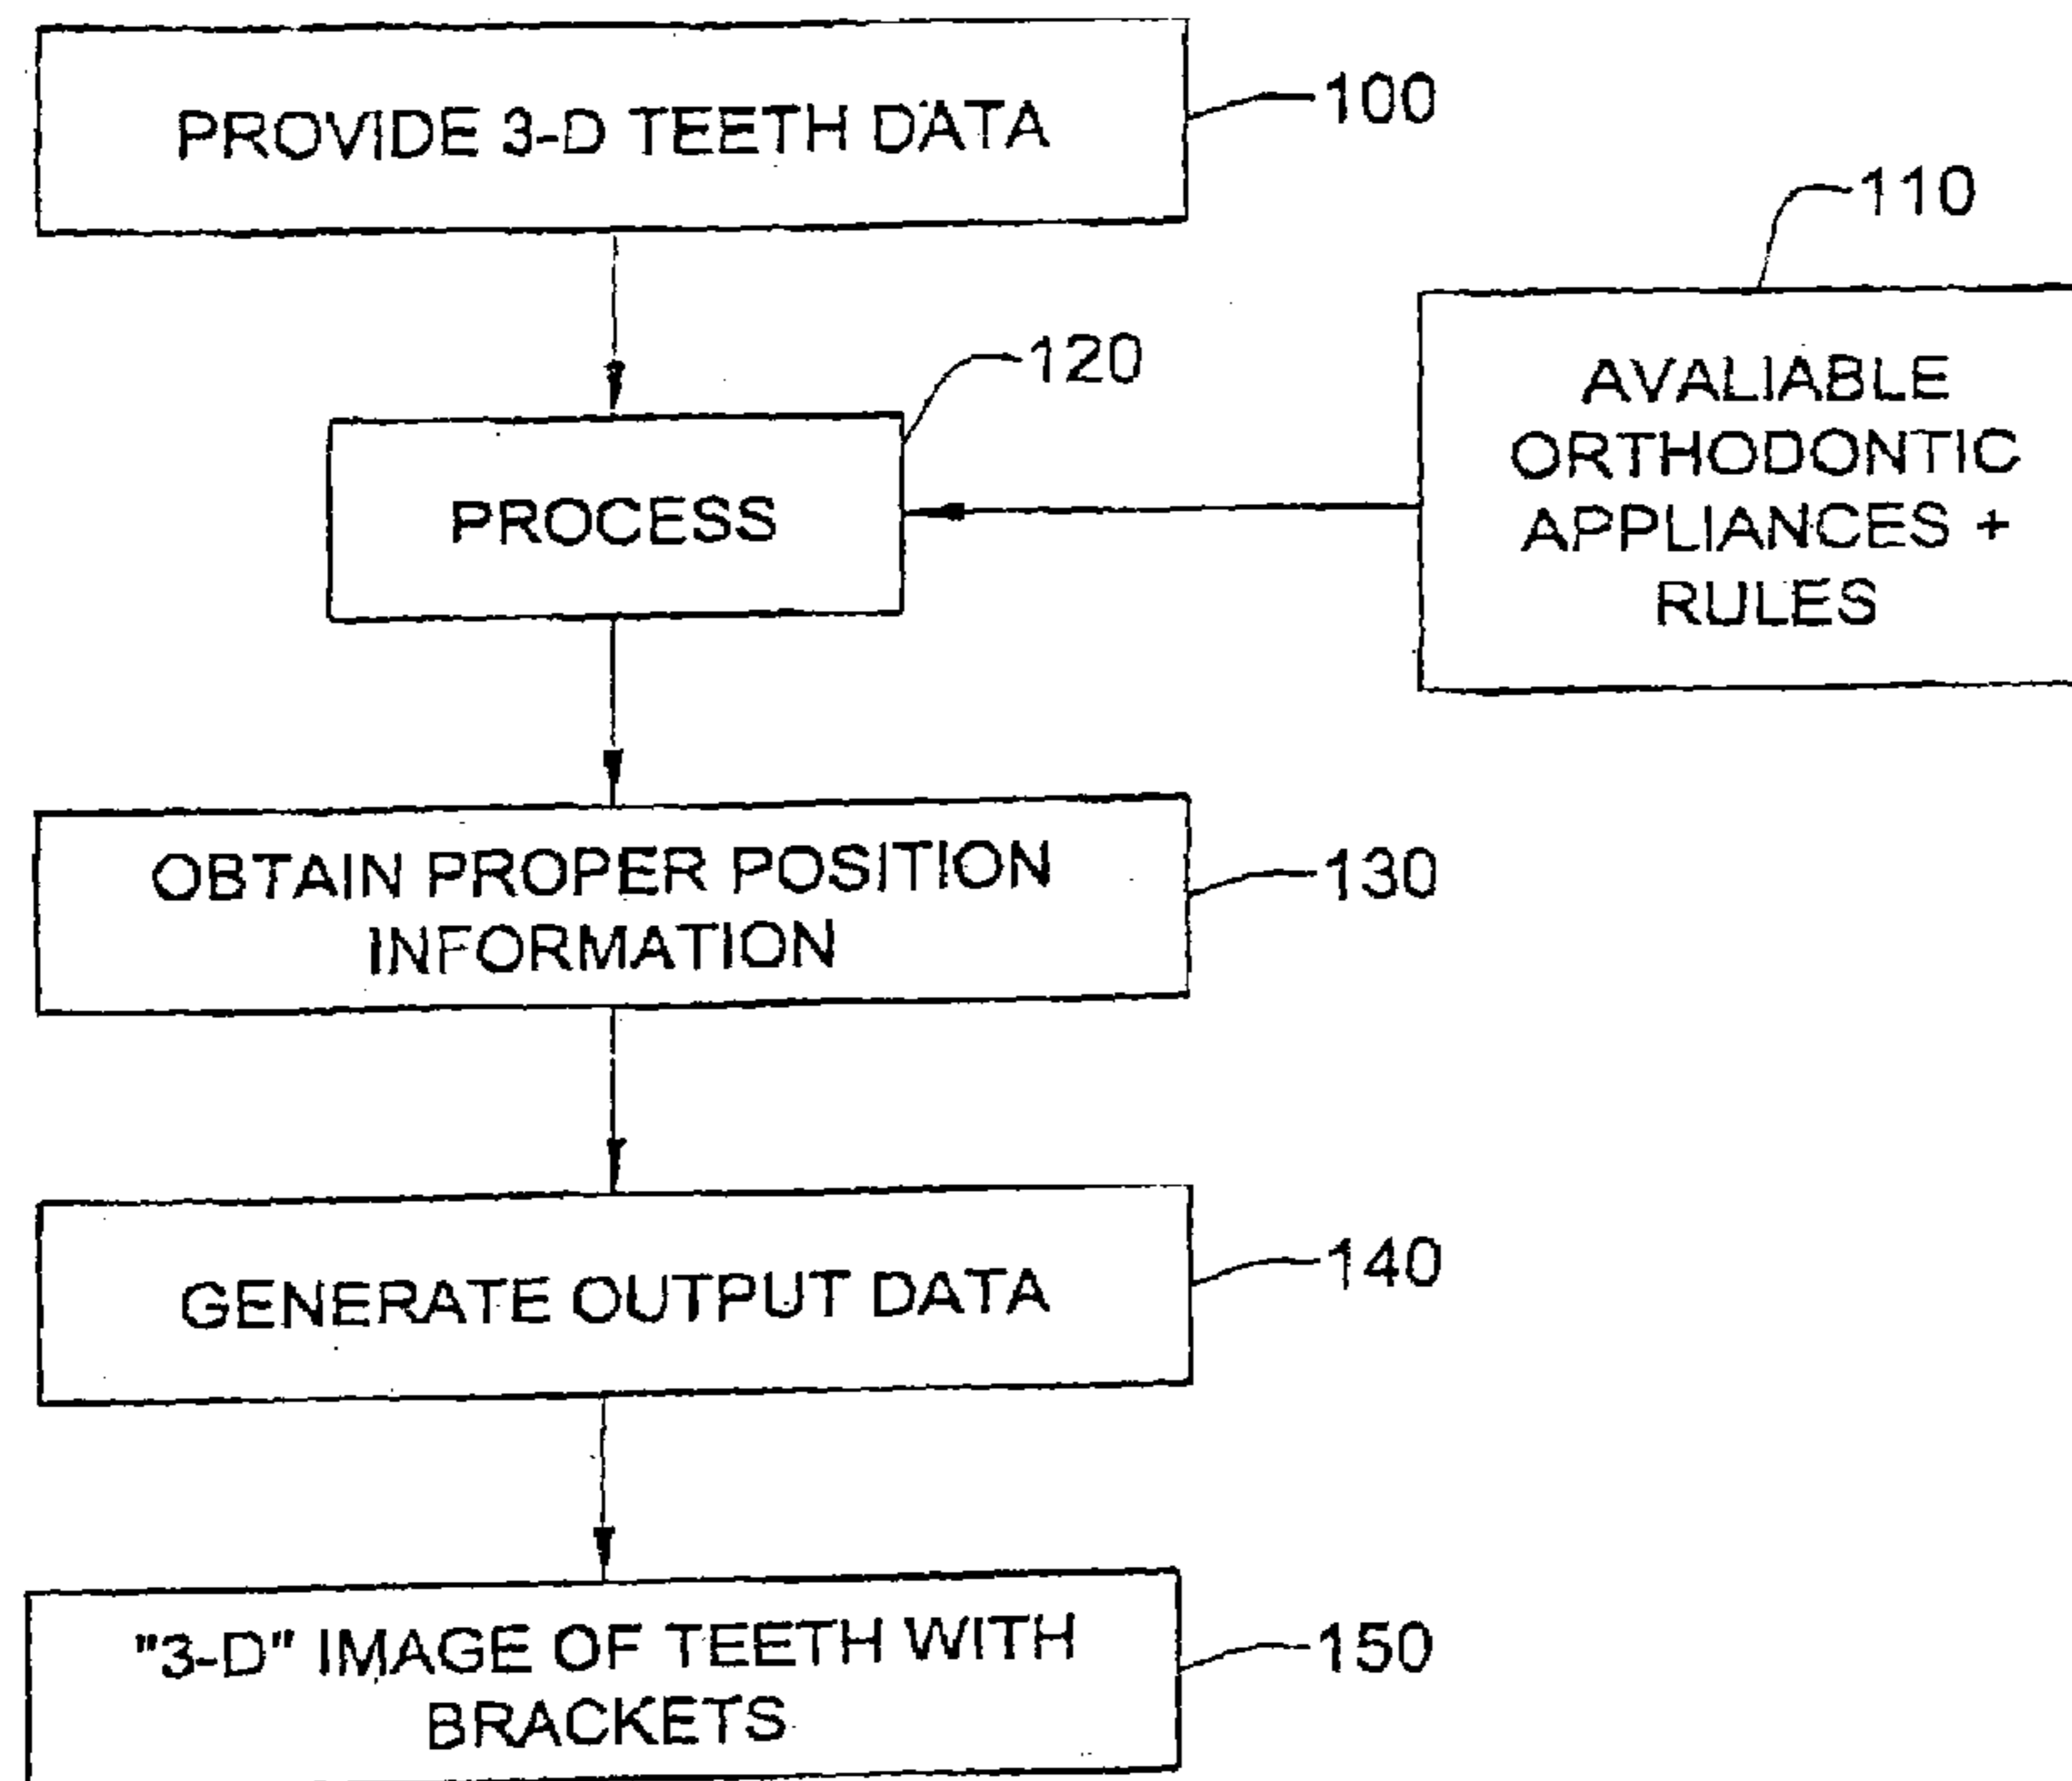 PROVIDE 3-D TEETH DATA
100
110
120
AVALIABLE
ORTHODONTIC
APPLIANCES +
RULES
PROCESS
OBTAIN PROPER POSITION
INFORMATION
130
GENERATE OUTPUT DATA
140
"3-D" IMAGE OF TEETH WITH
BRACKETS
150